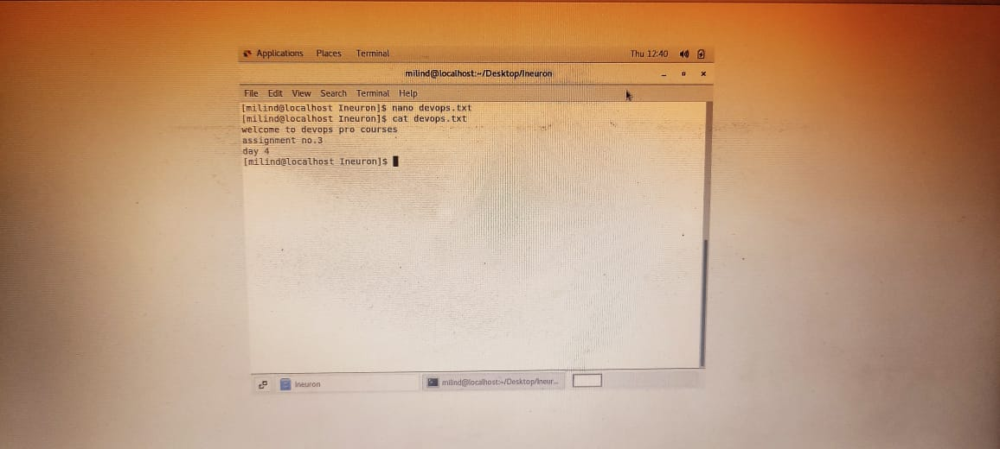 Applications Places Terminal Thu 12:40
milind@localhost:~/Desktop/Ineuron
File Edit View Search Terminal Help
[milind@localhost Ineuron]$ nano devops.txt
[milind@localhost Ineuron]$ cat devops.txt
welcome to devops pro courses
assignment no.3
day 4
[milind@localhost Ineuron]$
Ineuron milind@localhost:~/Desktop/Ineur...